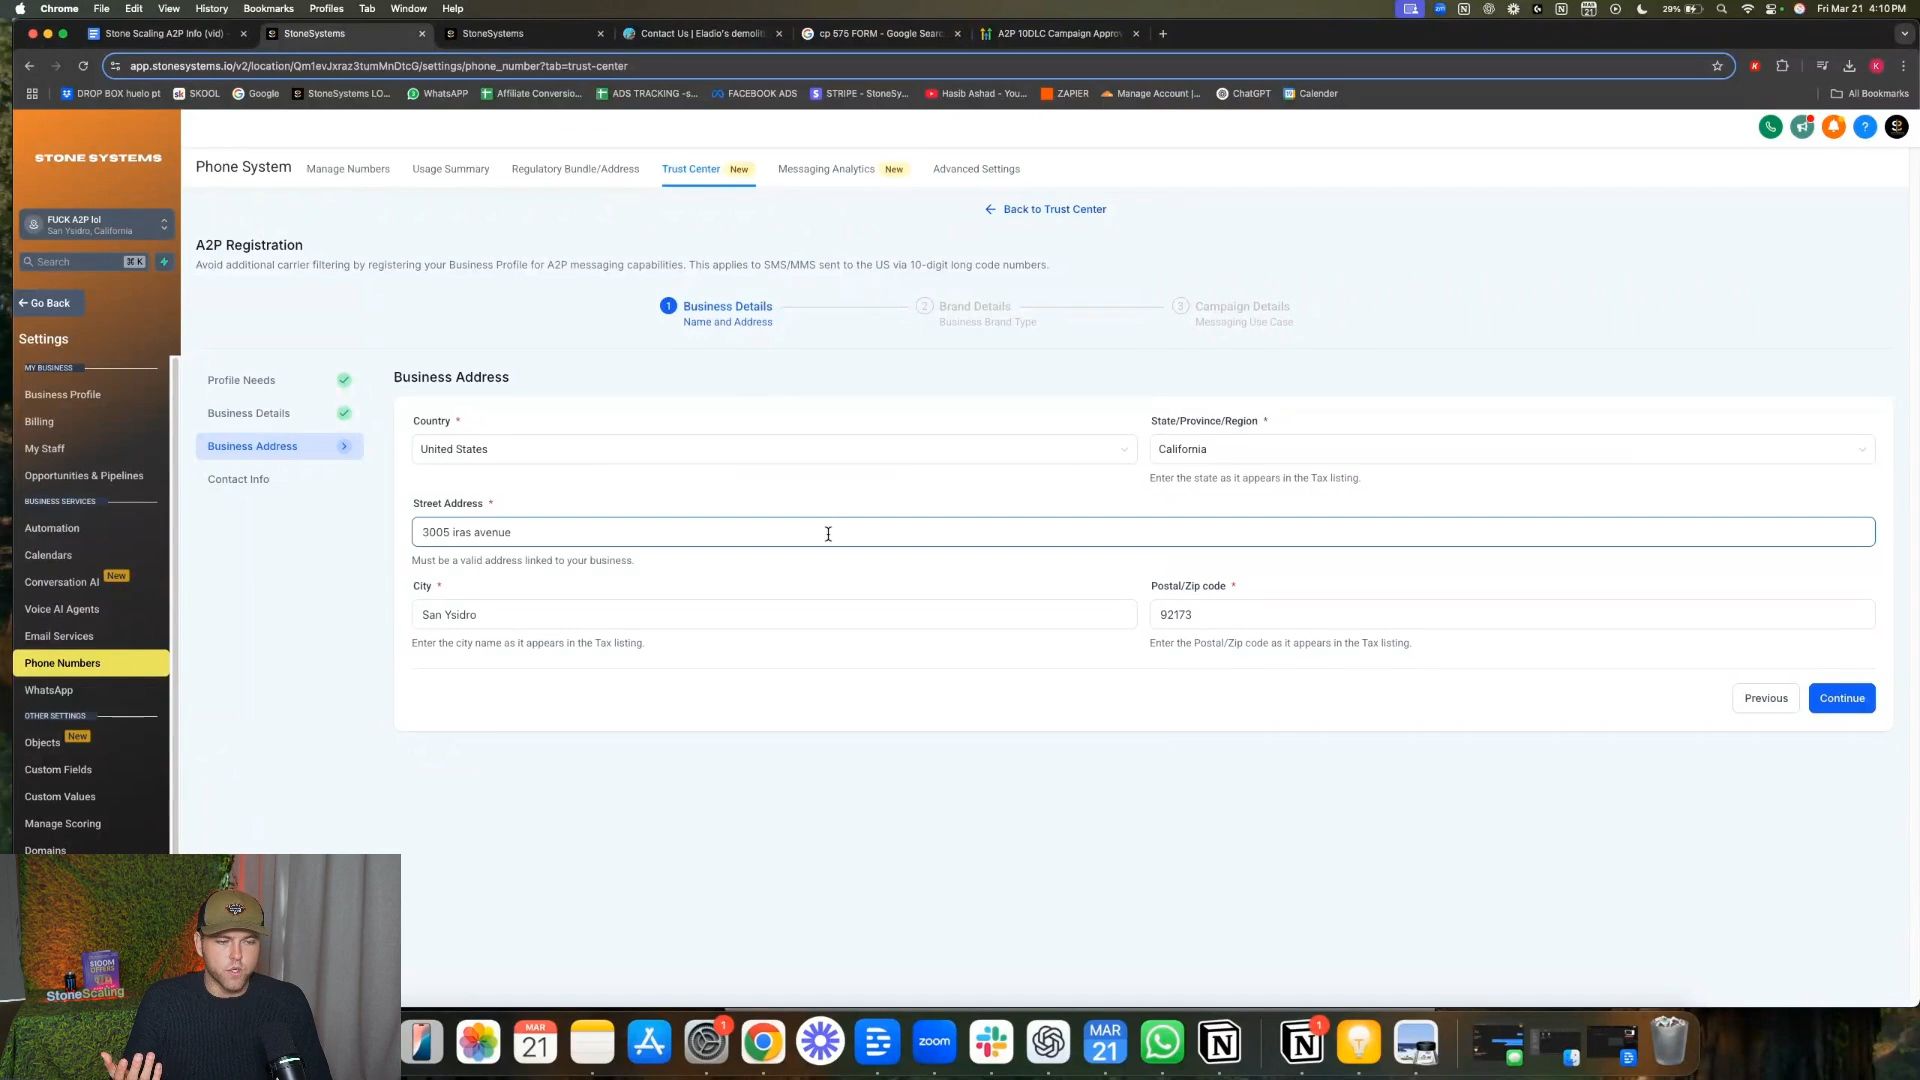 Chrome File Edit View History Bookmarks Profiles Tab Window Help
MAR 21 29% Fri Mar 21 4:10 PM
Stone Scaling A2P Info (vid)
StoneSystems
StoneSystems
Contact Us | Eladio's demoliti
cp 575 FORM - Google Searc
A2P 10DLC Campaign Approv
app.stonesystems.io/v2/location/Qm1evJxraz3tumMnDtcG/settings/phone_number?tab=trust-center
DROP BOX huelo pt
SKOOL
Google
StoneSystems LO...
WhatsAPP
Affiliate Conversio...
ADS TRACKING -s...
FACEBOOK ADS
STRIPE - StoneSy...
Hasib Ashad - You...
ZAPIER
Manage Account |...
ChatGPT
Calender
All Bookmarks
STONE SYSTEMS
FUCK A2P lol
San Ysidro, California
Search ⌘ K
Go Back
Settings
MY BUSINESS
Business Profile
Billing
My Staff
Opportunities & Pipelines
BUSINESS SERVICES
Automation
Calendars
Conversation AI New
Voice AI Agents
Email Services
Phone Numbers
WhatsApp
OTHER SETTINGS
Objects New
Custom Fields
Custom Values
Manage Scoring
Domains
Phone System
Manage Numbers
Usage Summary
Regulatory Bundle/Address
Trust Center New
Messaging Analytics New
Advanced Settings
Back to Trust Center
A2P Registration
Avoid additional carrier filtering by registering your Business Profile for A2P messaging capabilities. This applies to SMS/MMS sent to the US via 10-digit long code numbers.
1 Business Details
Name and Address
2 Brand Details
Business Brand Type
3 Campaign Details
Messaging Use Case
Profile Needs
Business Details
Business Address
Contact Info
Business Address
Country *
United States
State/Province/Region *
California
Enter the state as it appears in the Tax listing.
Street Address *
3005 iras avenue
Must be a valid address linked to your business.
City *
San Ysidro
Enter the city name as it appears in the Tax listing.
Postal/Zip code *
92173
Enter the Postal/Zip code as it appears in the Tax listing.
Previous
Continue
$100M
OFFERS
StoneScaling
MAR
21
1
zoom
MAR
21
1